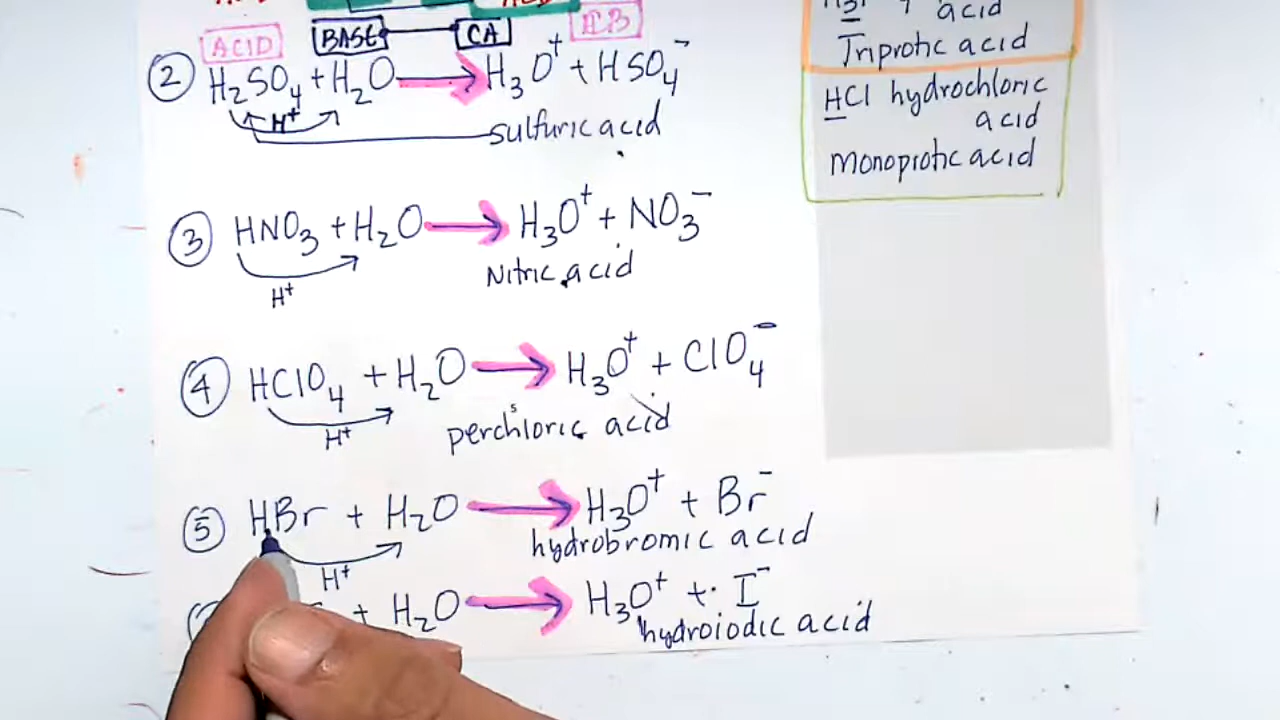 ACID BASE CA
② H₂SO₄ + H₂O → H₃O⁺ + HSO₄⁻
H⁺
sulfuric acid
③ HNO₃ + H₂O → H₃O⁺ + NO₃⁻
H⁺
Nitric acid
④ HClO₄ + H₂O → H₃O⁺ + ClO₄⁻
H⁺
perchloric acid
⑤ HBr + H₂O → H₃O⁺ + Br⁻
H⁺
hydrobromic acid
+ H₂O → H₃O⁺ + I⁻
hydroiodic acid
acid
Triprotic acid
HCl hydrochloric
acid
Monoprotic acid